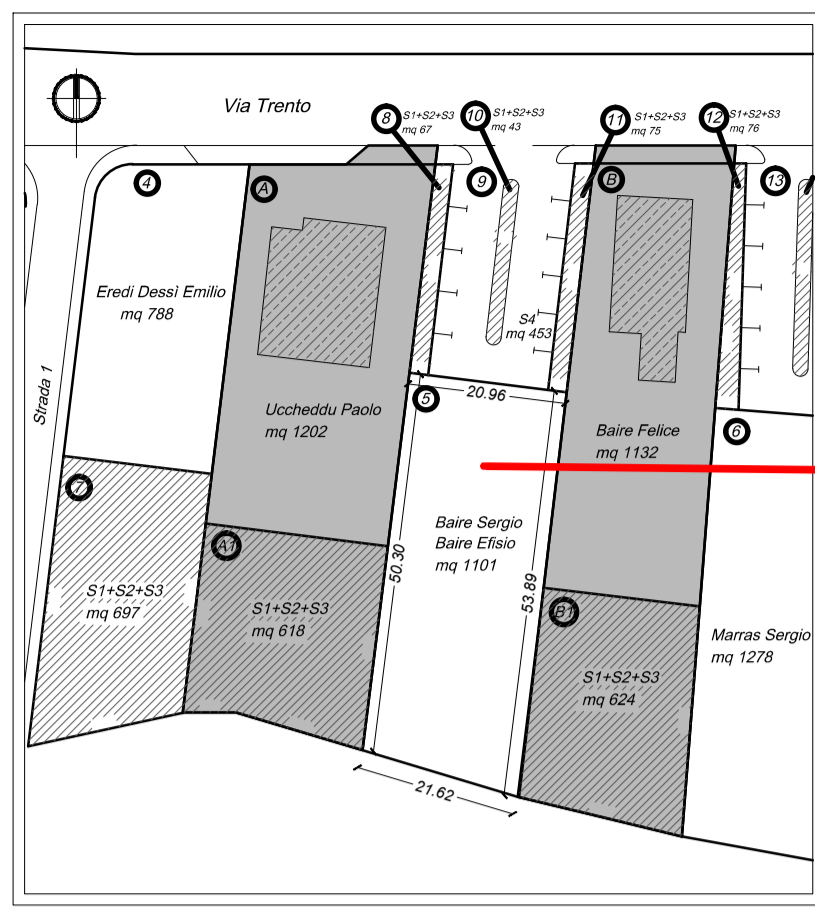 Via Trento
8
S1+S2+S3
mq 67
10
S1+S2+S3
mq 43
11
S1+S2+S3
mq 75
12
S1+S2+S3
mq 76
4
A
9
B
13
Eredi Dessì Emilio
mq 788
S4
mq 453
Strada 1
20.96
5
Uccheddu Paolo
mq 1202
Baire Felice
mq 1132
6
7
Baire Sergio
Baire Efisio
mq 1101
A1
50.30
53.89
S1+S2+S3
mq 697
S1+S2+S3
mq 618
B1
Marras Sergio
mq 1278
S1+S2+S3
mq 624
21.62